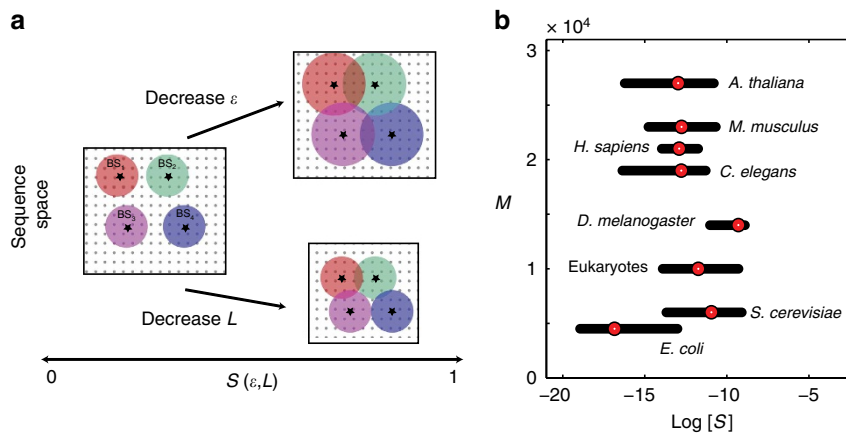 a
Decrease ε
BS1
BS2
BS3
BS4
Sequence
space
Decrease L
0
S (ε,L)
1
b
× 10⁴
3
2
1
0
M
A. thaliana
M. musculus
H. sapiens
C. elegans
D. melanogaster
Eukaryotes
S. cerevisiae
E. coli
−20
−15
−10
−5
Log [S]